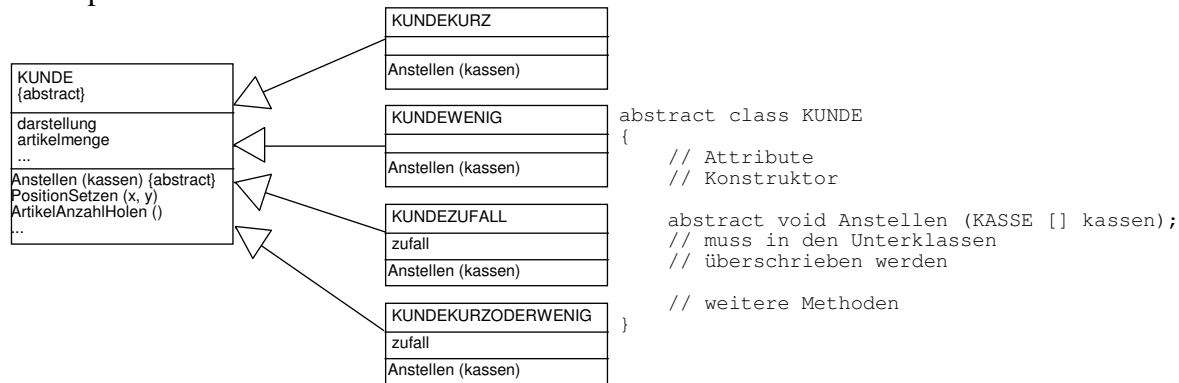 KUNDE
{abstract}
darstellung
artikelmenge
...
Anstellen (kassen) {abstract}
PositionSetzen (x, y)
ArtikelAnzahlHolen ()
...
KUNDEKURZ
Anstellen (kassen)
KUNDEWENIG
Anstellen (kassen)
KUNDEZUFALL
zufall
Anstellen (kassen)
KUNDEKURZODERWENIG
zufall
Anstellen (kassen)
abstract class KUNDE
{
// Attribute
// Konstruktor
abstract void Anstellen (KASSE [] kassen);
// muss in den Unterklassen
// überschrieben werden
// weitere Methoden
}